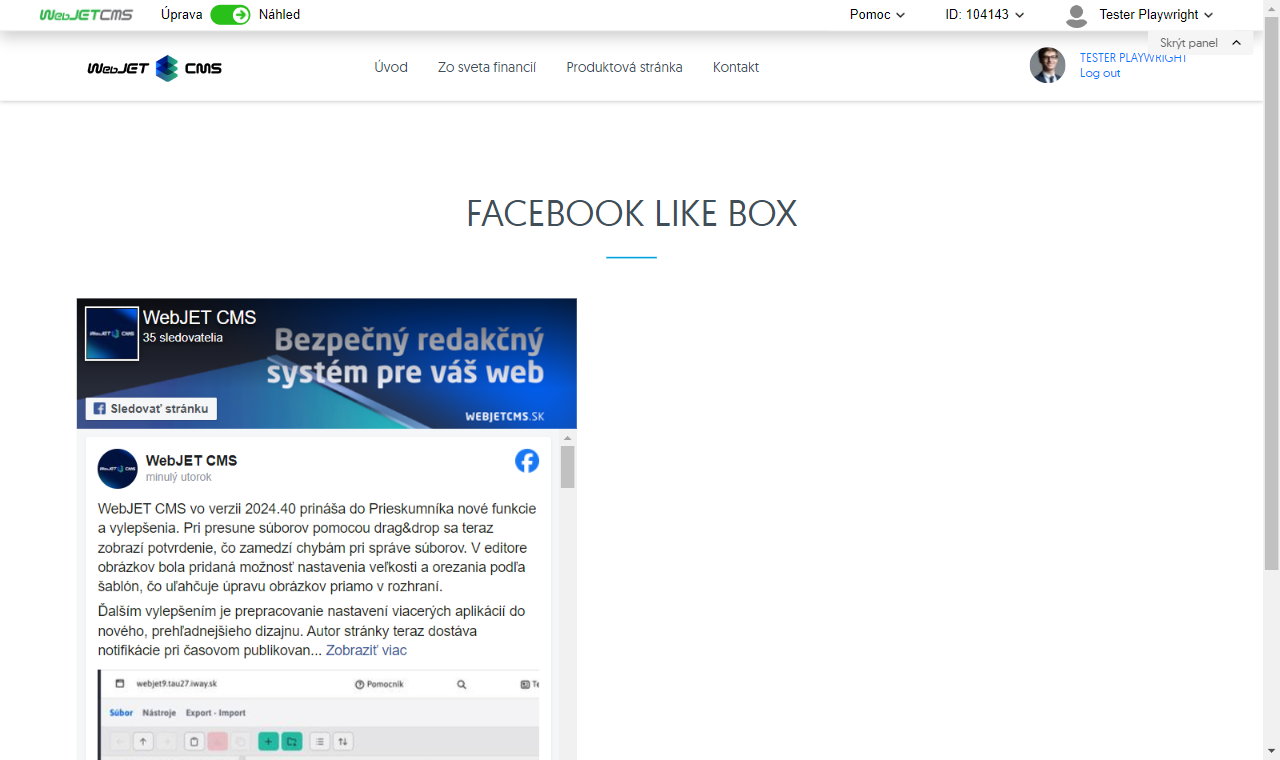 WebJETCMS
Úprava
Náhled
Pomoc
ID: 104143
Tester Playwright
Skrýt panel
WebJET CMS
Úvod
Zo sveta financií
Produktová stránka
Kontakt
TESTER PLAYWRIGHT
Log out
FACEBOOK LIKE BOX
WebJET CMS
WebJET CMS
35 sledovatelia
Bezpečný redakčný
systém pre váš web
Sledovať stránku
WEBJETCMS.SK
WebJET CMS
WebJET CMS
minulý utorok
WebJET CMS vo verzii 2024.40 prináša do Prieskumníka nové funkcie
a vylepšenia. Pri presune súborov pomocou drag&drop sa teraz
zobrazí potvrdenie, čo zamedzí chybám pri správe súborov. V editore
obrázkov bola pridaná možnosť nastavenia veľkosti a orezania podľa
šablón, čo uľahčuje úpravu obrázkov priamo v rozhraní.
Ďalším vylepšením je prepracovanie nastavení viacerých aplikácií do
nového, prehľadnejšieho dizajnu. Autor stránky teraz dostáva
notifikácie pri časovom publikovan... Zobraziť viac
webjet9.tau27.iway.sk
Pomocník
Te
Súbor
Nástroje
Export - Import